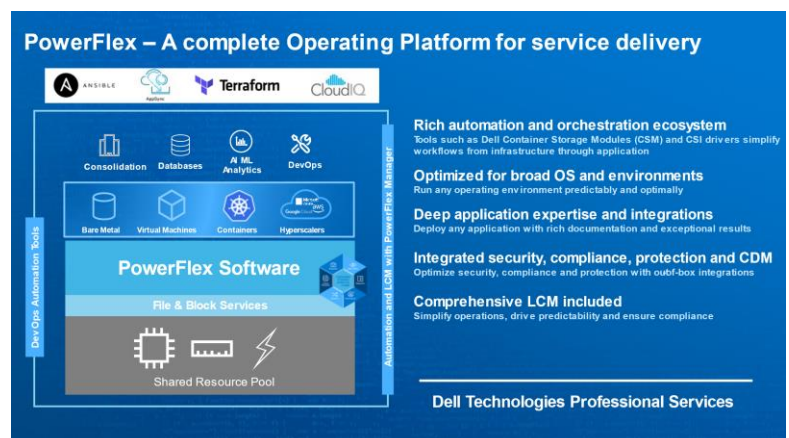 PowerFlex – A complete Operating Platform for service delivery
ANSIBLE
AppSync
Terraform
CloudIQ
Consolidation
Databases
AI ML
Analytics
DevOps
Bare Metal
Virtual Machines
Containers
Microsoft
Google Cloud
aws
Hyperscalers
PowerFlex Software
File & Block Services
Shared Resource Pool
DevOps Automation Tools
Automation and LCM with PowerFlex Manager
Rich automation and orchestration ecosystem
Tools such as Dell Container Storage Modules (CSM) and CSI drivers simplify
workflows from infrastructure through application
Optimized for broad OS and environments
Run any operating environment predictably and optimally
Deep application expertise and integrations
Deploy any application with rich documentation and exceptional results
Integrated security, compliance, protection and CDM
Optimize security, compliance and protection with oubf-box integrations
Comprehensive LCM included
Simplify operations, drive predictability and ensure compliance
Dell Technologies Professional Services